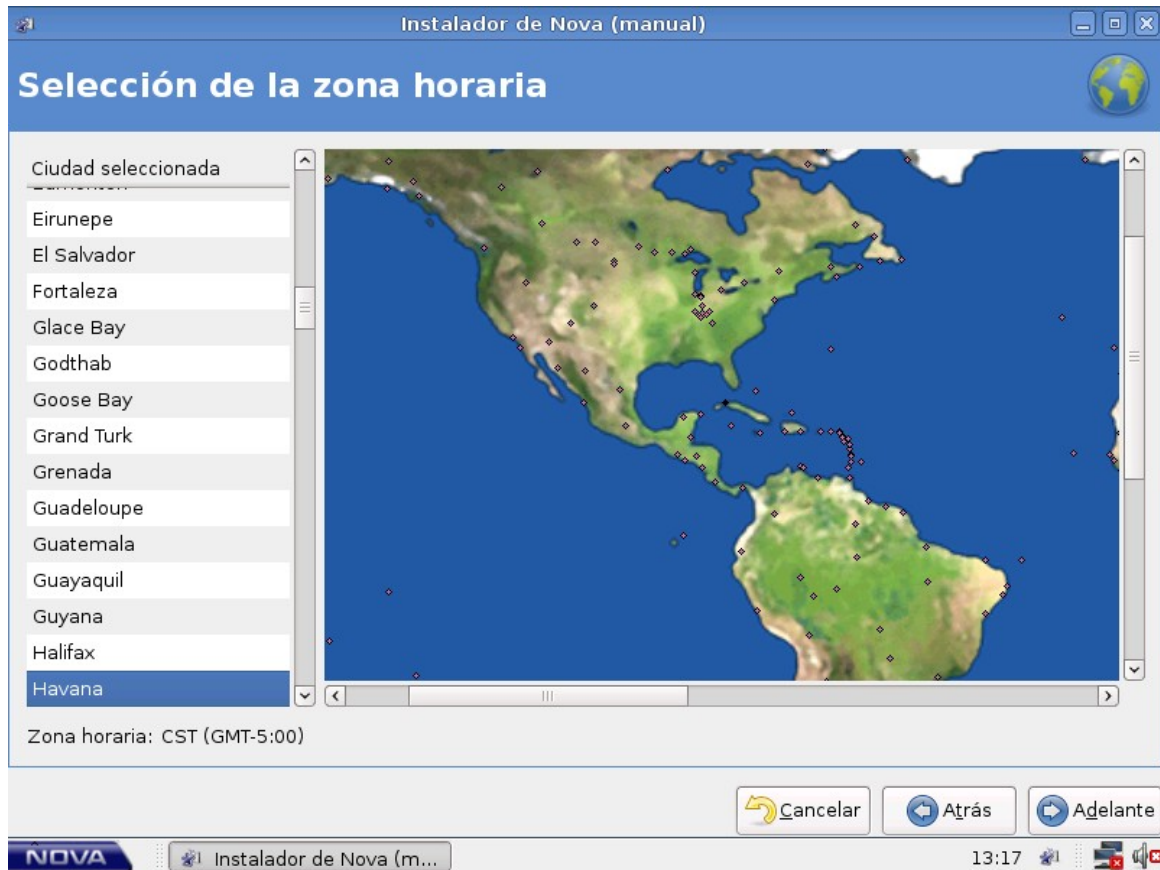 Instalador de Nova (manual)
Selección de la zona horaria
Ciudad seleccionada
Eirunepe
El Salvador
Fortaleza
Glace Bay
Godthab
Goose Bay
Grand Turk
Grenada
Guadeloupe
Guatemala
Guayaquil
Guyana
Halifax
Havana
Zona horaria: CST (GMT-5:00)
Cancelar
Atrás
Adelante
NOVA
Instalador de Nova (m...
13:17